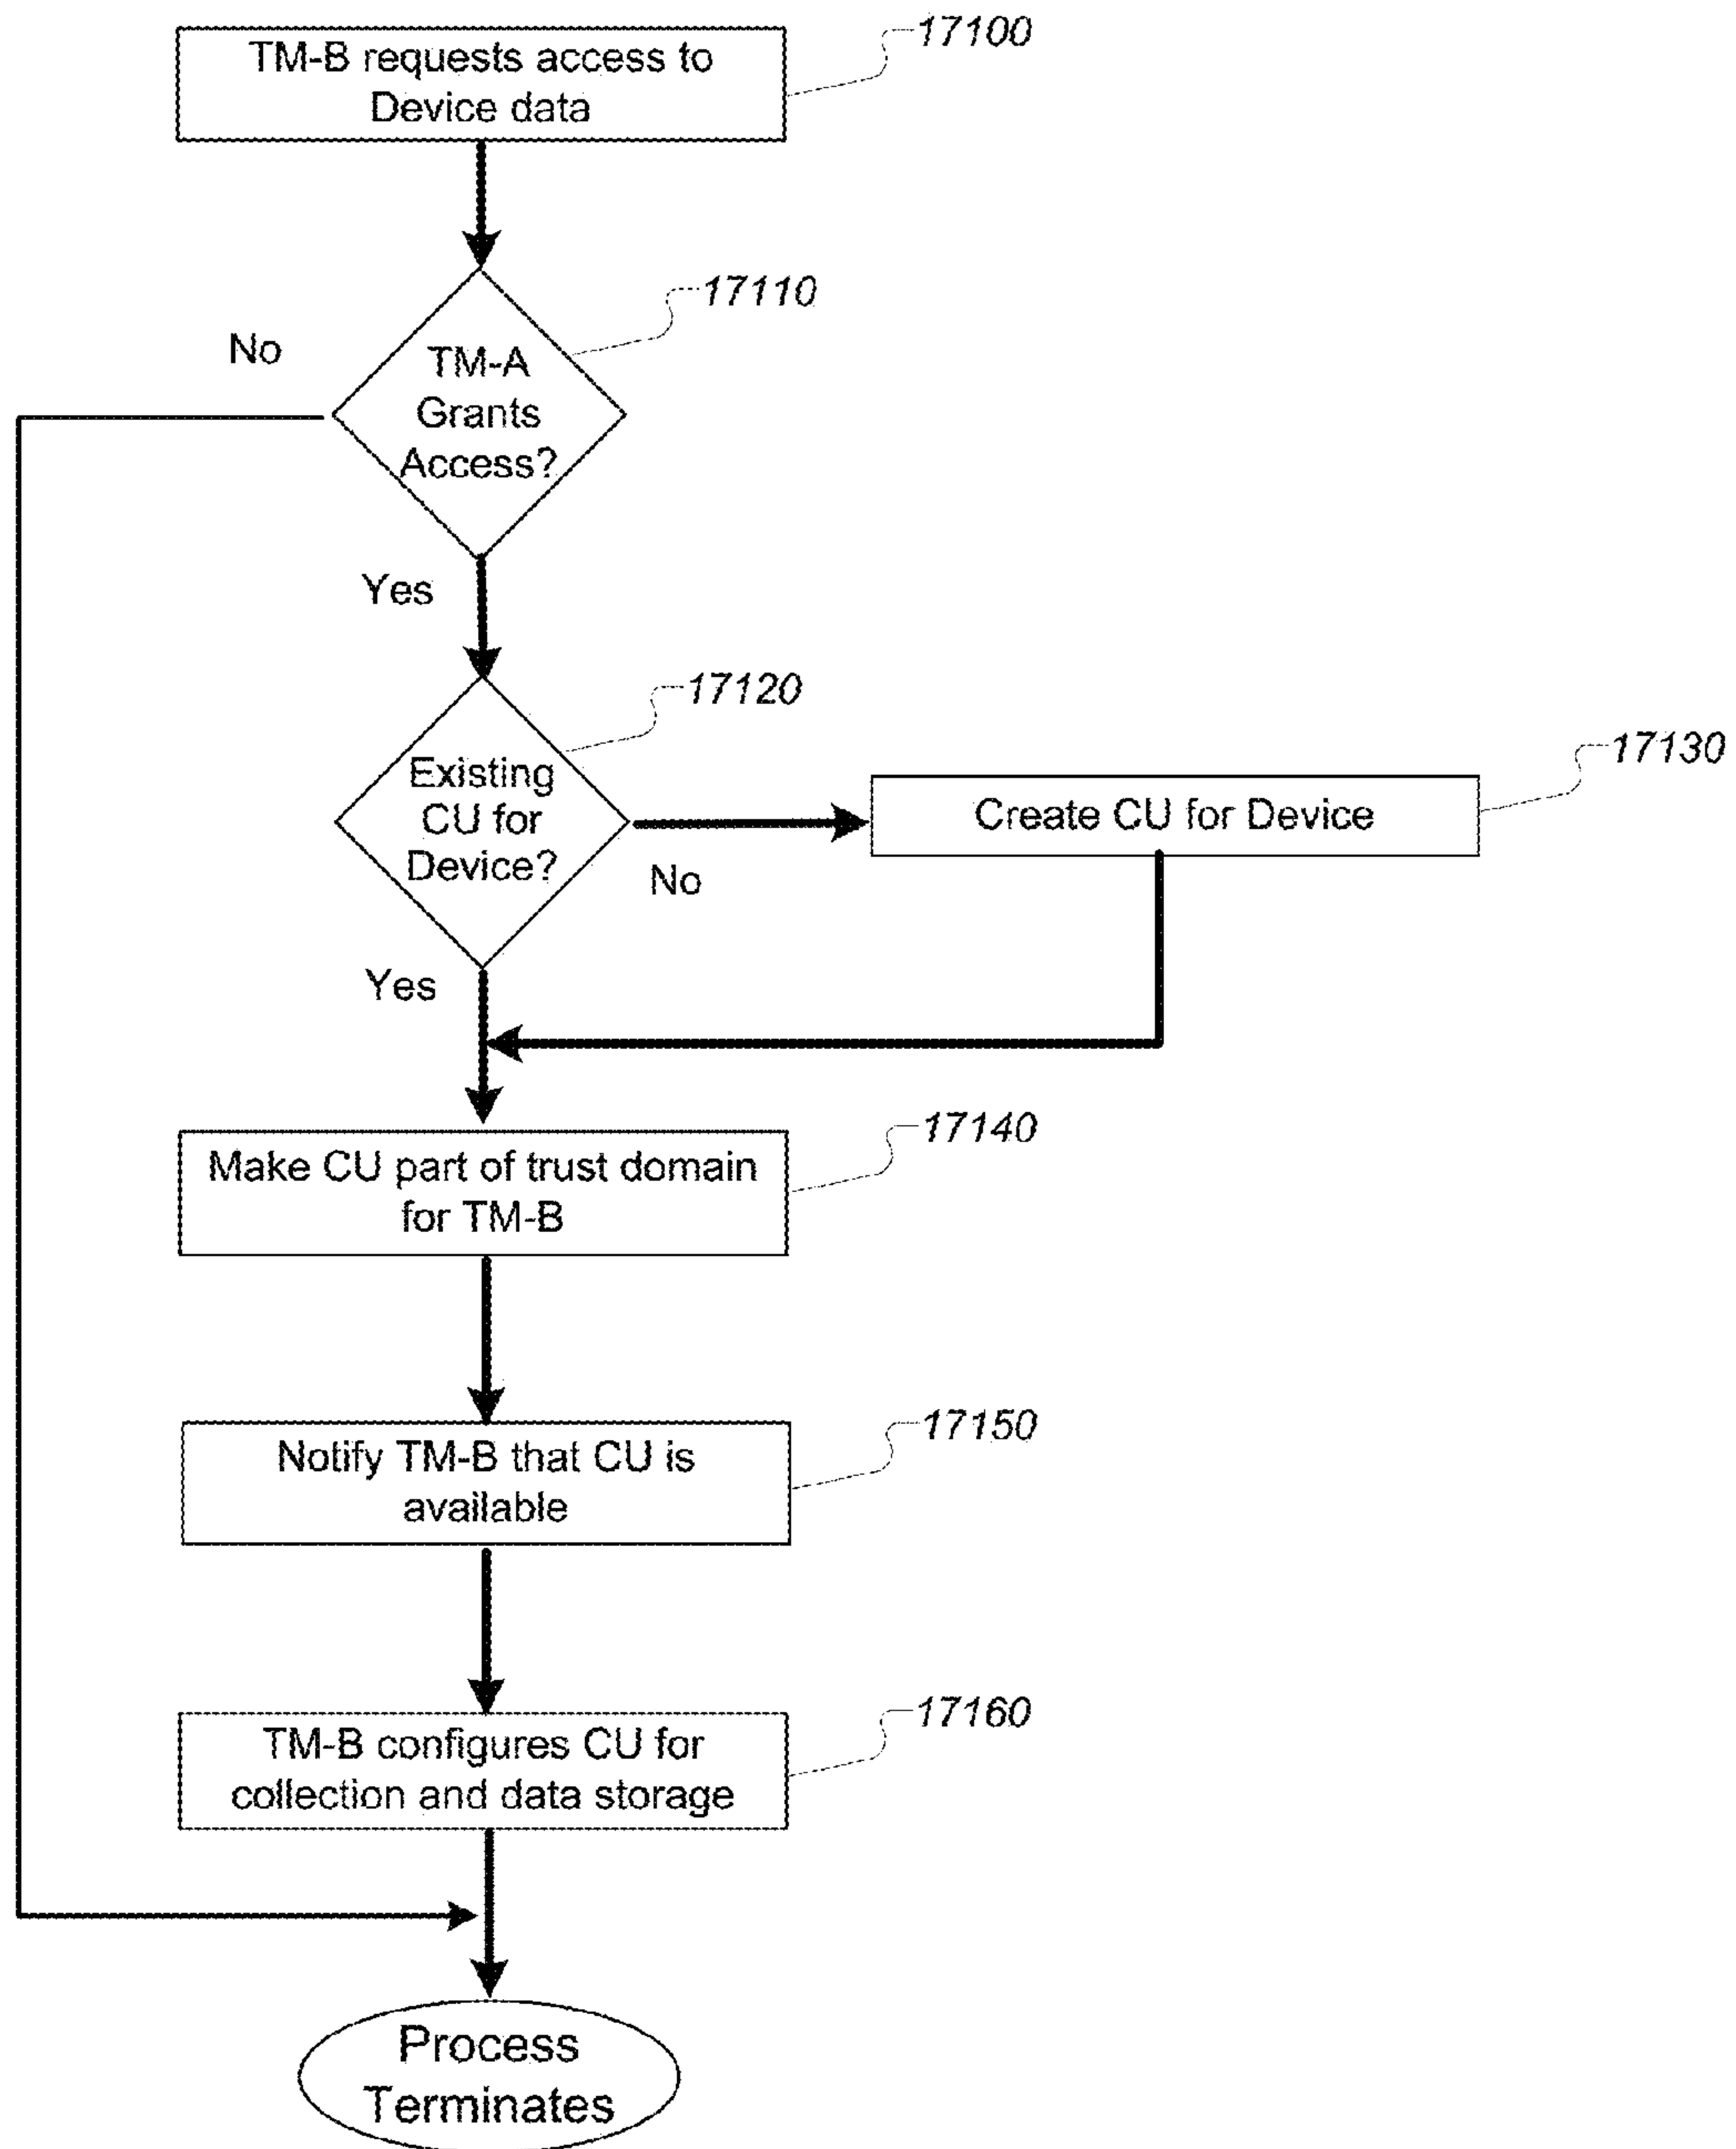 17100
TM-B requests access to
Device data
17110
No
TM-A
Grants
Access?
Yes
17120
17130
Existing
CU for
Device?
Create CU for Device
No
Yes
17140
Make CU part of trust domain
for TM-B
17150
Notify TM-B that CU is
available
17160
TM-B configures CU for
collection and data storage
Process
Terminates